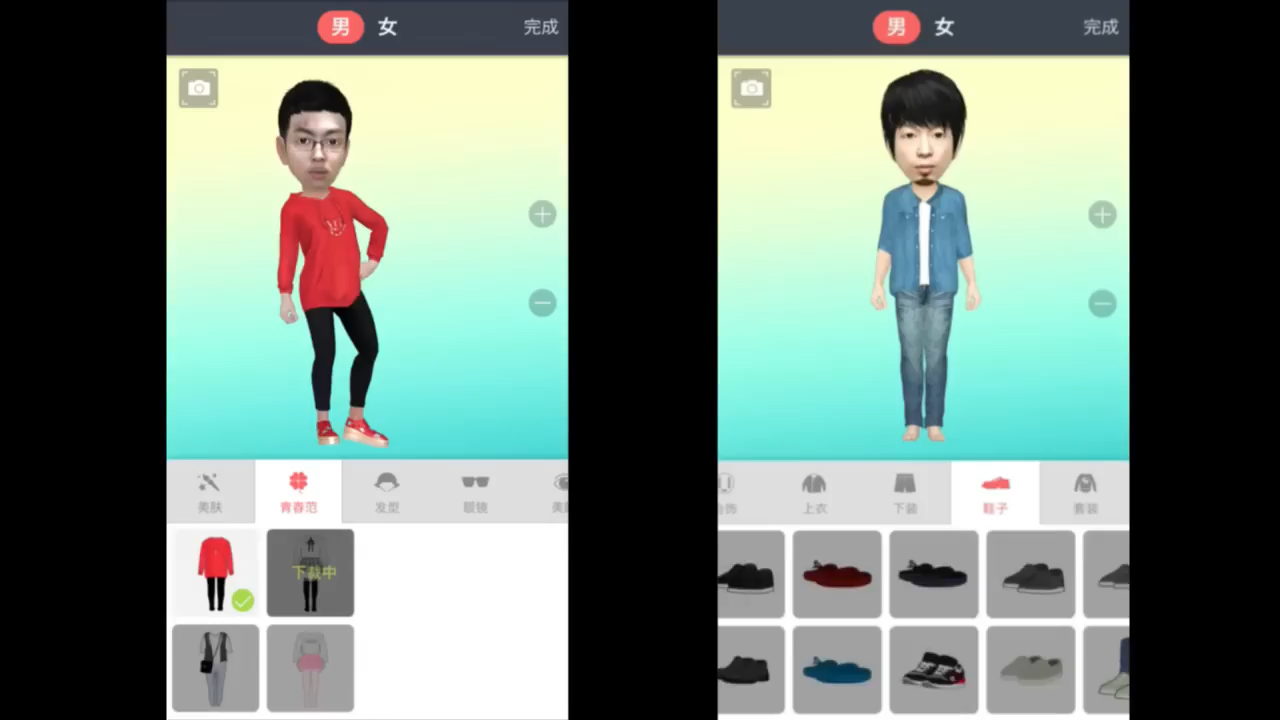 男 女 完成
美肤 青春范 发型 眼镜
下载中
男 女 完成
上衣 下装 鞋子 套装